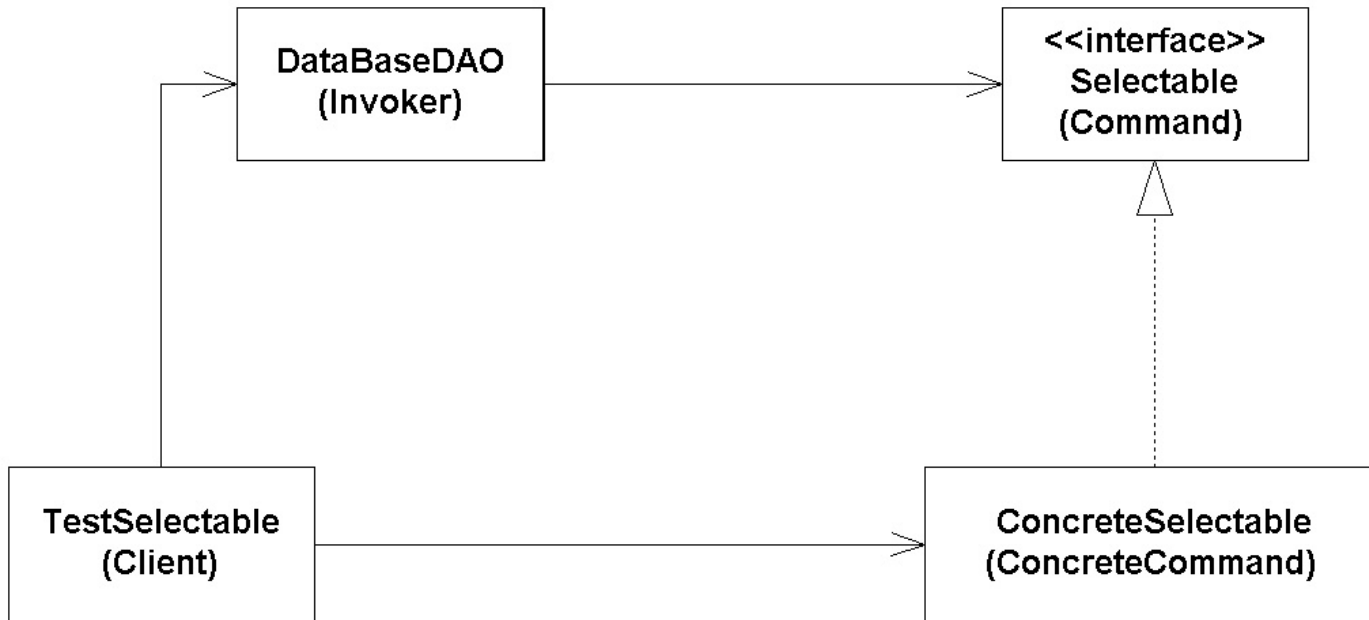 DataBaseDAO
(Invoker)
<<interface>>
Selectable
(Command)
TestSelectable
(Client)
ConcreteSelectable
(ConcreteCommand)